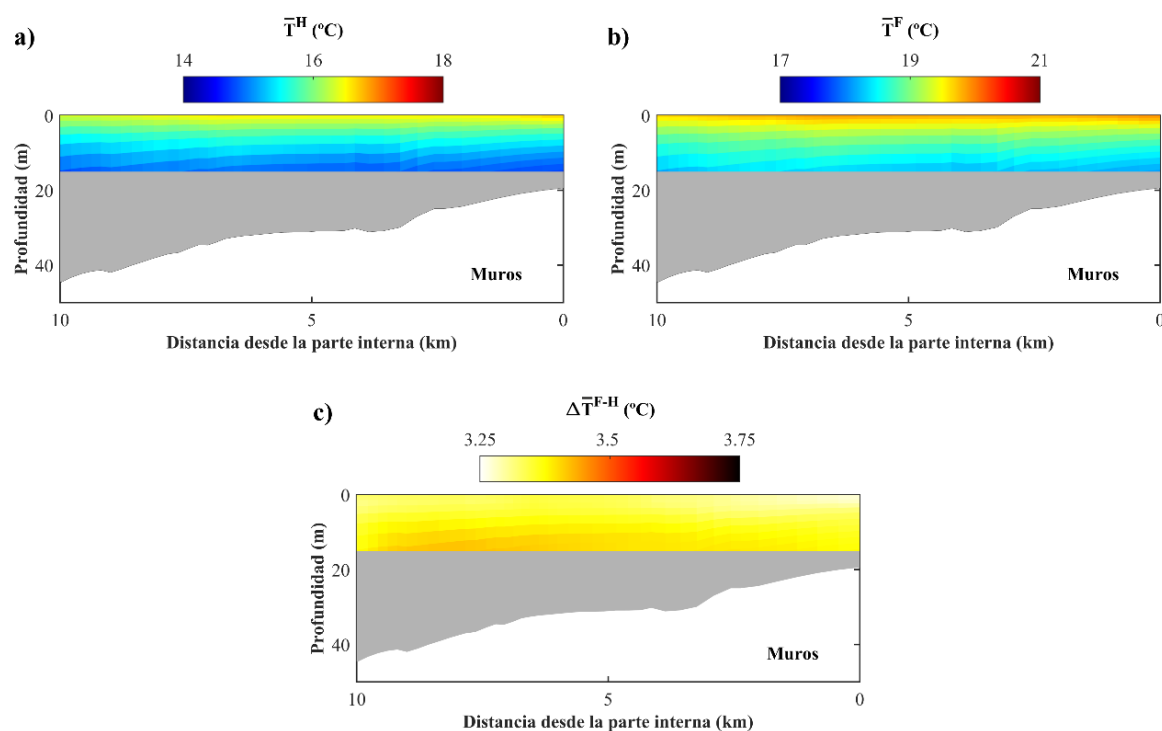 a)
T̅ᴴ (ºC)
14 16 18
0
20
40
Profundidad (m)
Muros
10 5 0
Distancia desde la parte interna (km)
b)
T̅ꟳ (ºC)
17 19 21
0
20
40
Profundidad (m)
Muros
10 5 0
Distancia desde la parte interna (km)
c)
ΔT̅ꟳ⁻ᴴ (ºC)
3.25 3.5 3.75
0
20
40
Profundidad (m)
Muros
10 5 0
Distancia desde la parte interna (km)